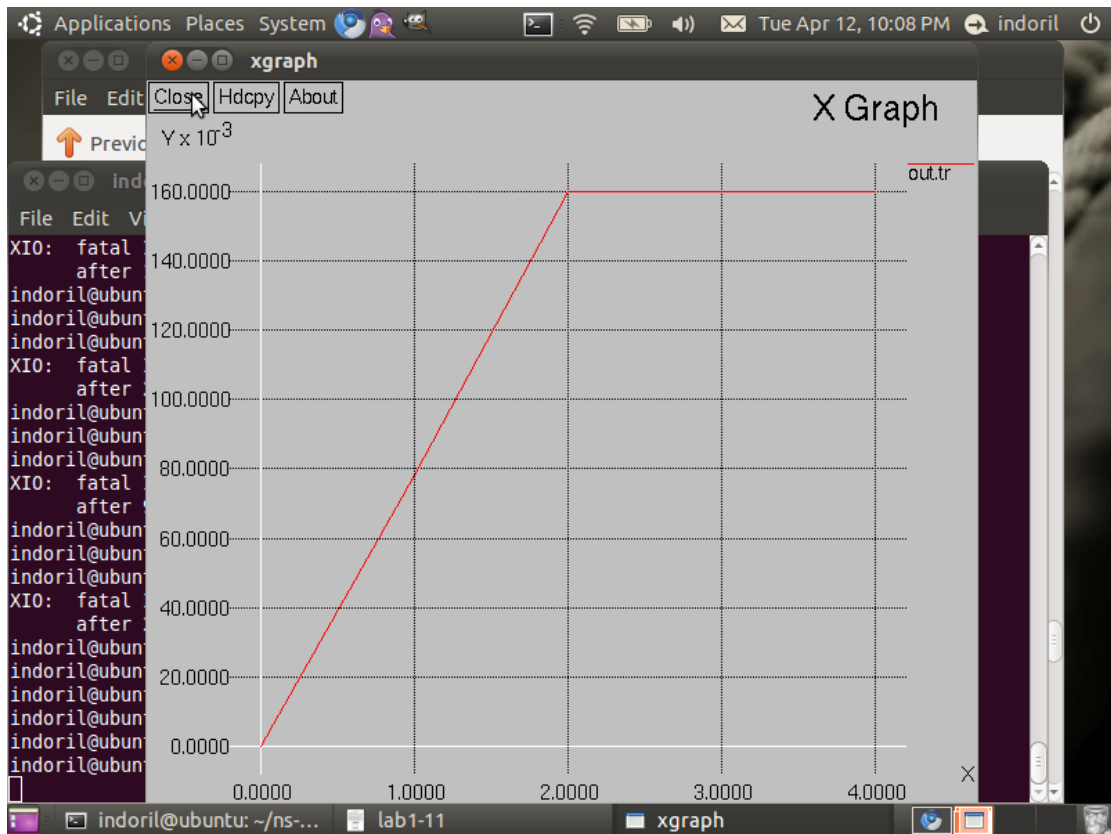 Applications Places System Tue Apr 12, 10:08 PM indoril
xgraph
File Edit
Close Hdcpy About
X Graph
Previc
Y x 10-3
out.tr
160.0000
140.0000
120.0000
100.0000
80.0000
60.0000
40.0000
20.0000
0.0000
0.0000 1.0000 2.0000 3.0000 4.0000
X
ind
File Edit Vi
XIO: fatal
after
indoril@ubun
indoril@ubun
indoril@ubun
XIO: fatal
after
indoril@ubun
indoril@ubun
indoril@ubun
XIO: fatal
after 9
indoril@ubun
indoril@ubun
indoril@ubun
XIO: fatal
after
indoril@ubun
indoril@ubun
indoril@ubun
indoril@ubun
indoril@ubun
indoril@ubun
indoril@ubuntu: ~/ns-... lab1-11 xgraph